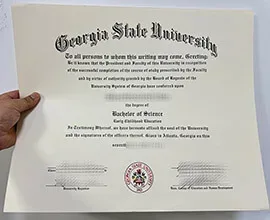 Georgia State University
To all persons to whom this writing may come, Greeting:
Be it known that the President and Faculty of this University in recognition
of the successful completion of the course of study prescribed by the Faculty
and by virtue of authority granted by the Board of Regents of the
University System of Georgia have conferred upon
the degree of
Bachelor of Science
Early Childhood Education
In Testimony Whereof, we have hereunto affixed the seal of the University
and the signatures of the officers thereof. Given in Atlanta, Georgia on this
University Registrar